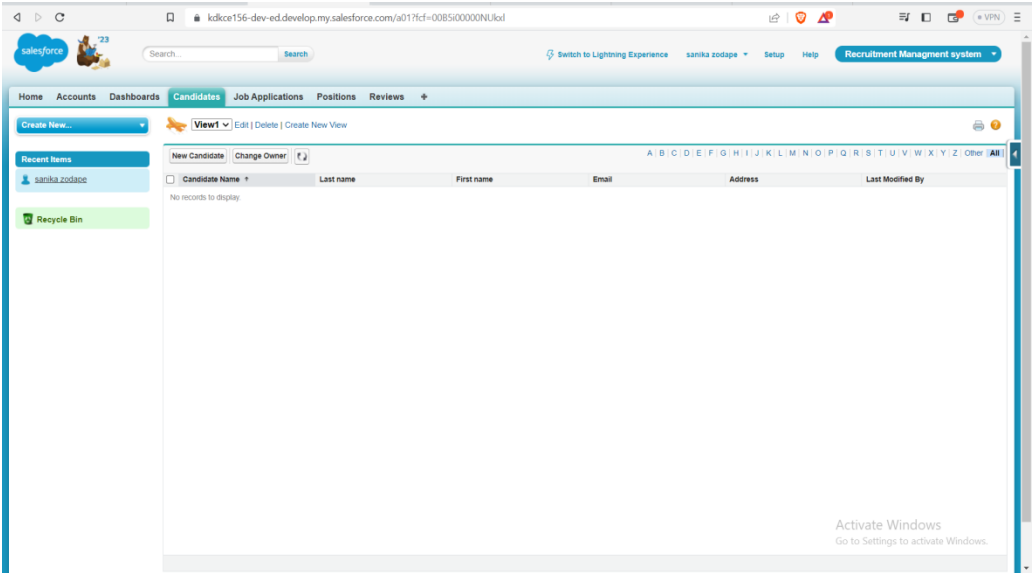 kdkce156-dev-ed.develop.my.salesforce.com/a01?fcf=00B5i00000NUkxl
VPN
salesforce '23
Search... Search
Switch to Lightning Experience sanika zodape Setup Help Recruitment Managment system
Home Accounts Dashboards Candidates Job Applications Positions Reviews +
Create New...
View1 Edit | Delete | Create New View
Recent Items
sanika zodape
Recycle Bin
New Candidate Change Owner
A | B | C | D | E | F | G | H | I | J | K | L | M | N | O | P | Q | R | S | T | U | V | W | X | Y | Z | Other | All
Candidate Name ↑ Last name First name Email Address Last Modified By
No records to display.
Activate Windows
Go to Settings to activate Windows.